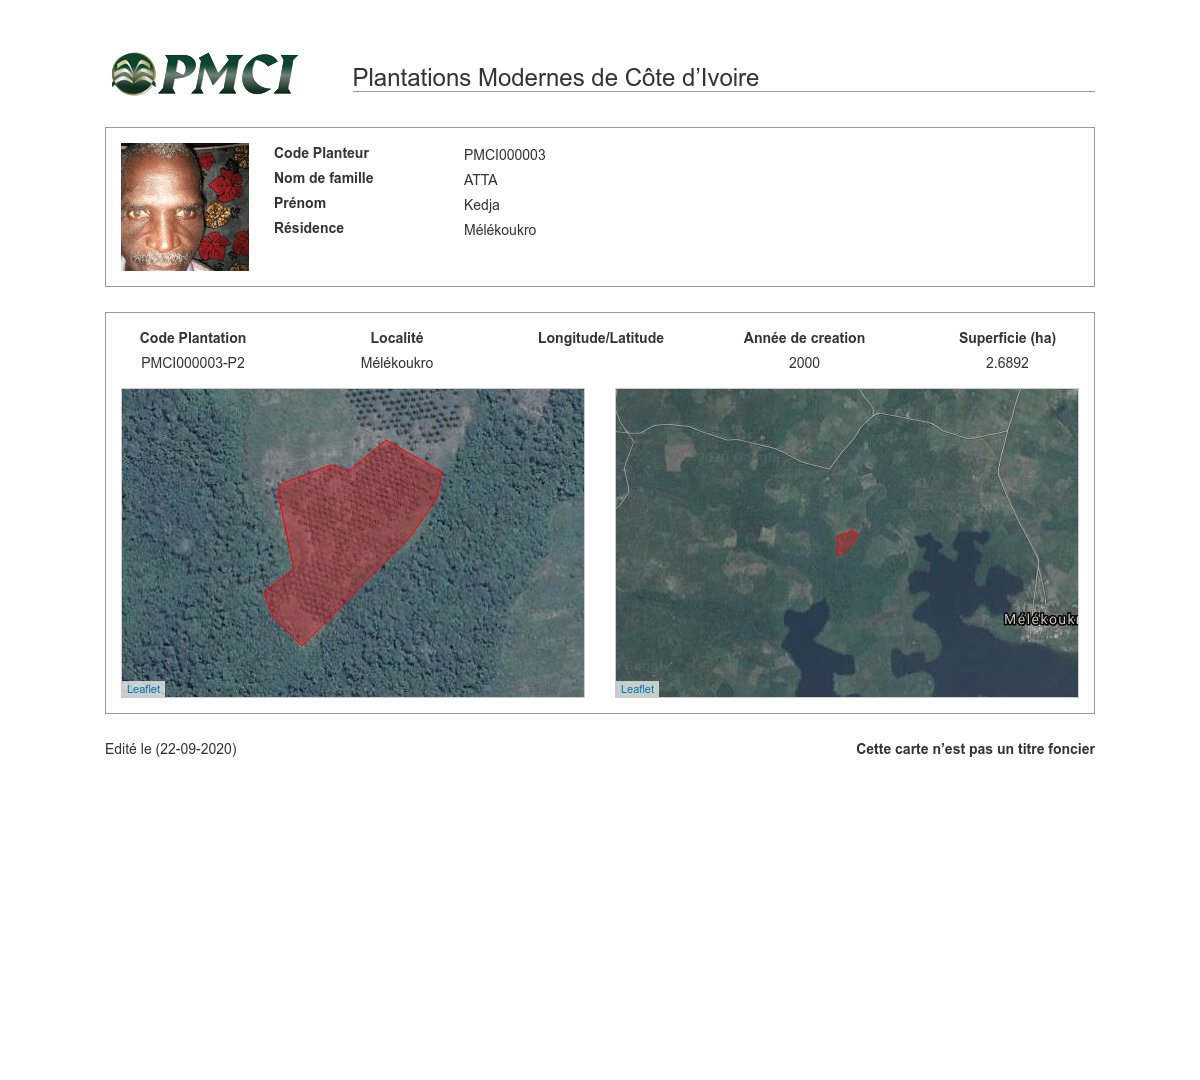 PMCI
Plantations Modernes de Côte d’Ivoire
Code Planteur PMCI000003
Nom de famille ATTA
Prénom Kedja
Résidence Mélékoukro
Code Plantation Localité Longitude/Latitude Année de creation Superficie (ha)
PMCI000003-P2 Mélékoukro 2000 2.6892
Leaflet
Leaflet
Edité le (22-09-2020) Cette carte n’est pas un titre foncier